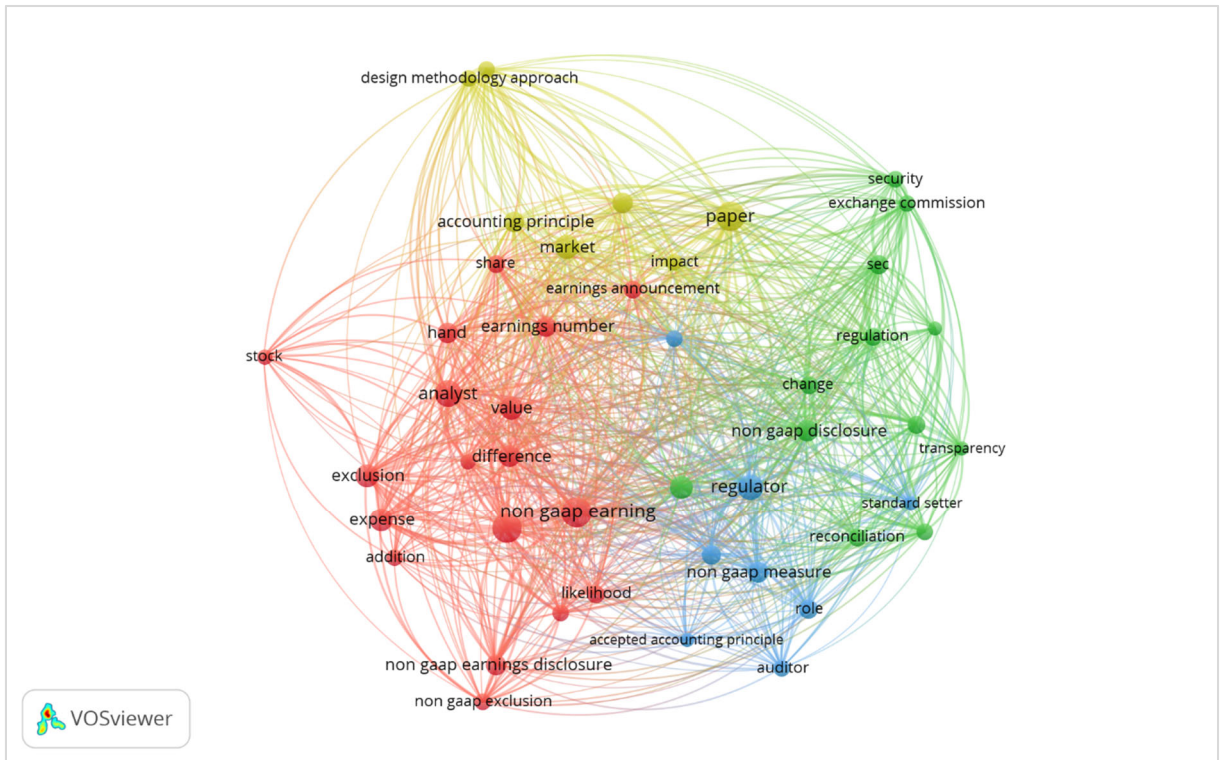 design methodology approach
security
exchange commission
paper
accounting principle
market
share
impact
sec
earnings announcement
hand
earnings number
regulation
stock
change
analyst
value
non gaap disclosure
transparency
difference
exclusion
regulator
standard setter
non gaap earning
expense
reconciliation
addition
non gaap measure
likelihood
role
accepted accounting principle
non gaap earnings disclosure
auditor
non gaap exclusion
VOSviewer